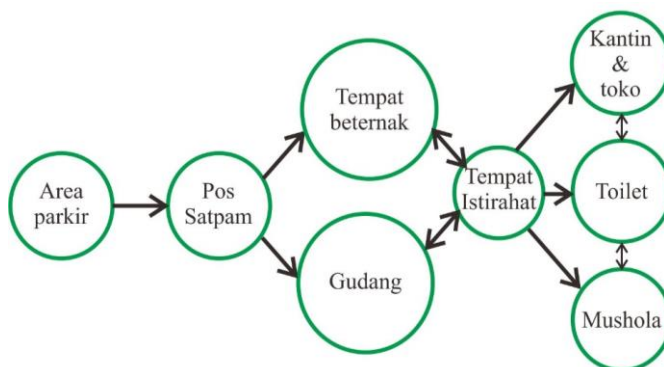 Area
parkir
Pos
Satpam
Tempat
beternak
Gudang
Tempat
Istirahat
Kantin
&
toko
Toilet
Mushola